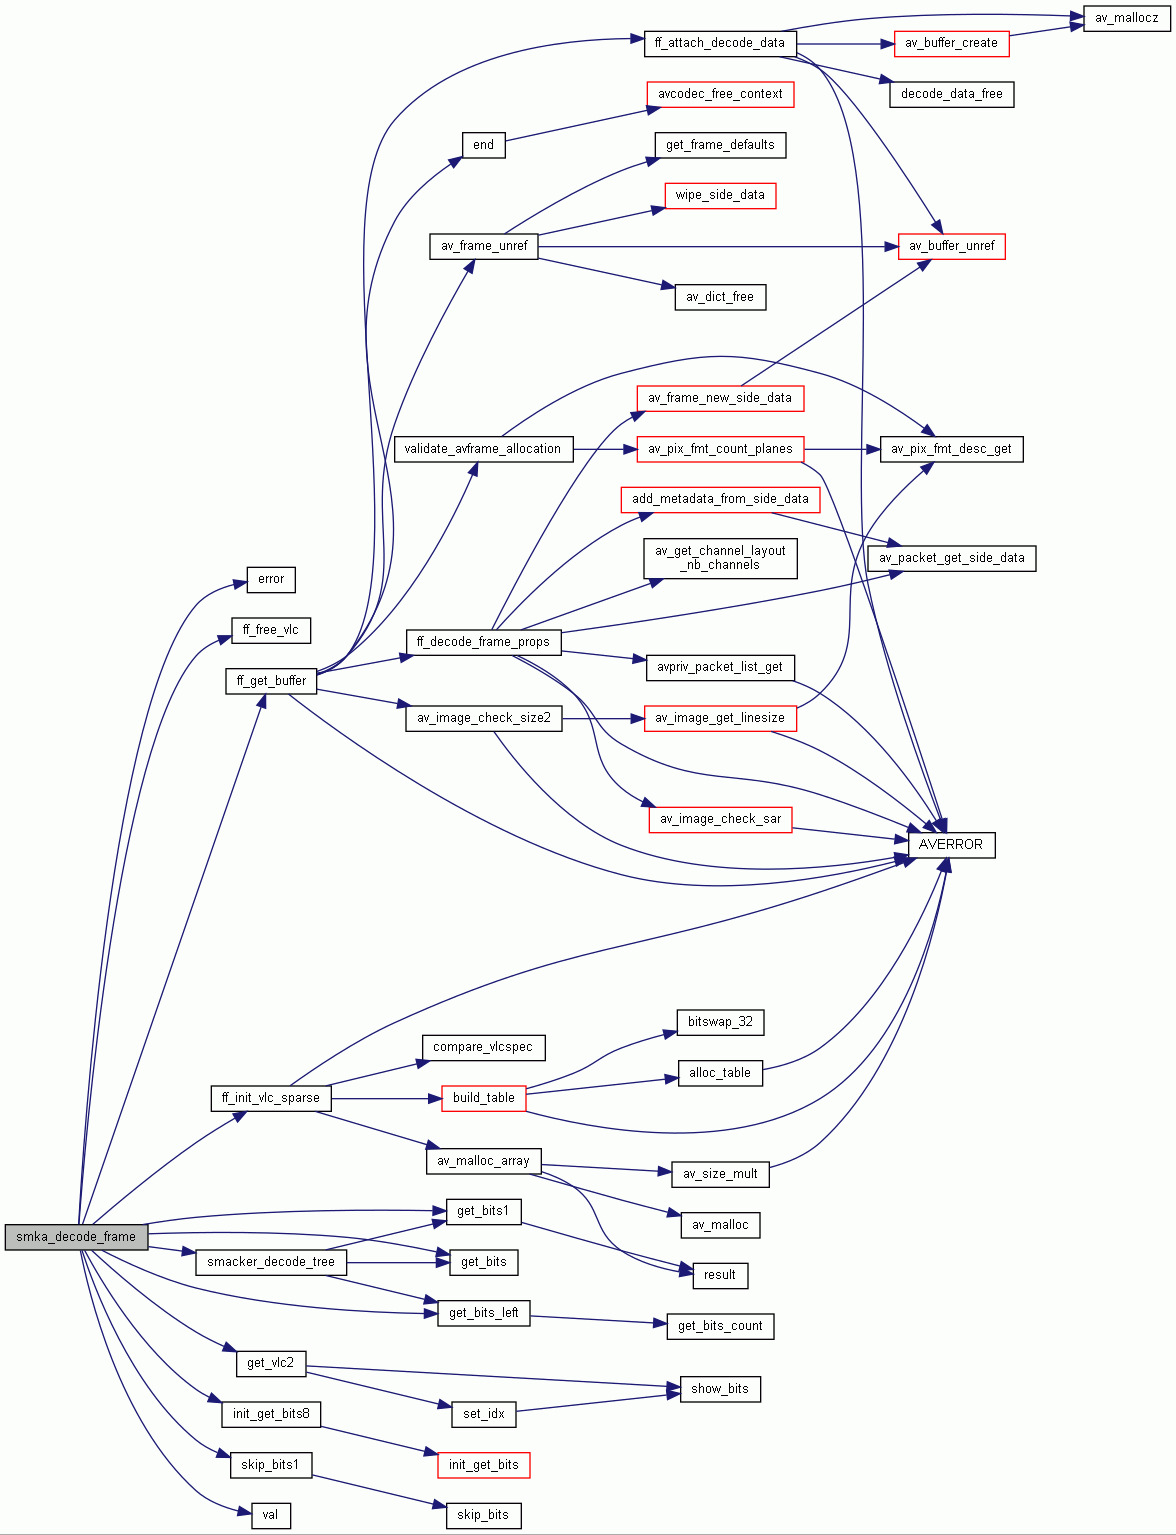 av_mallocz
ff_attach_decode_data
av_buffer_create
avcodec_free_context
decode_data_free
end
get_frame_defaults
wipe_side_data
av_frame_unref
av_buffer_unref
av_dict_free
av_frame_new_side_data
validate_avframe_allocation
av_pix_fmt_count_planes
av_pix_fmt_desc_get
add_metadata_from_side_data
av_get_channel_layout
_nb_channels
av_packet_get_side_data
error
ff_free_vlc
ff_decode_frame_props
avpriv_packet_list_get
ff_get_buffer
av_image_check_size2
av_image_get_linesize
av_image_check_sar
AVERROR
bitswap_32
compare_vlcspec
alloc_table
ff_init_vlc_sparse
build_table
av_malloc_array
av_size_mult
get_bits1
av_malloc
smka_decode_frame
smacker_decode_tree
get_bits
result
get_bits_left
get_bits_count
get_vlc2
show_bits
init_get_bits8
set_idx
skip_bits1
init_get_bits
val
skip_bits